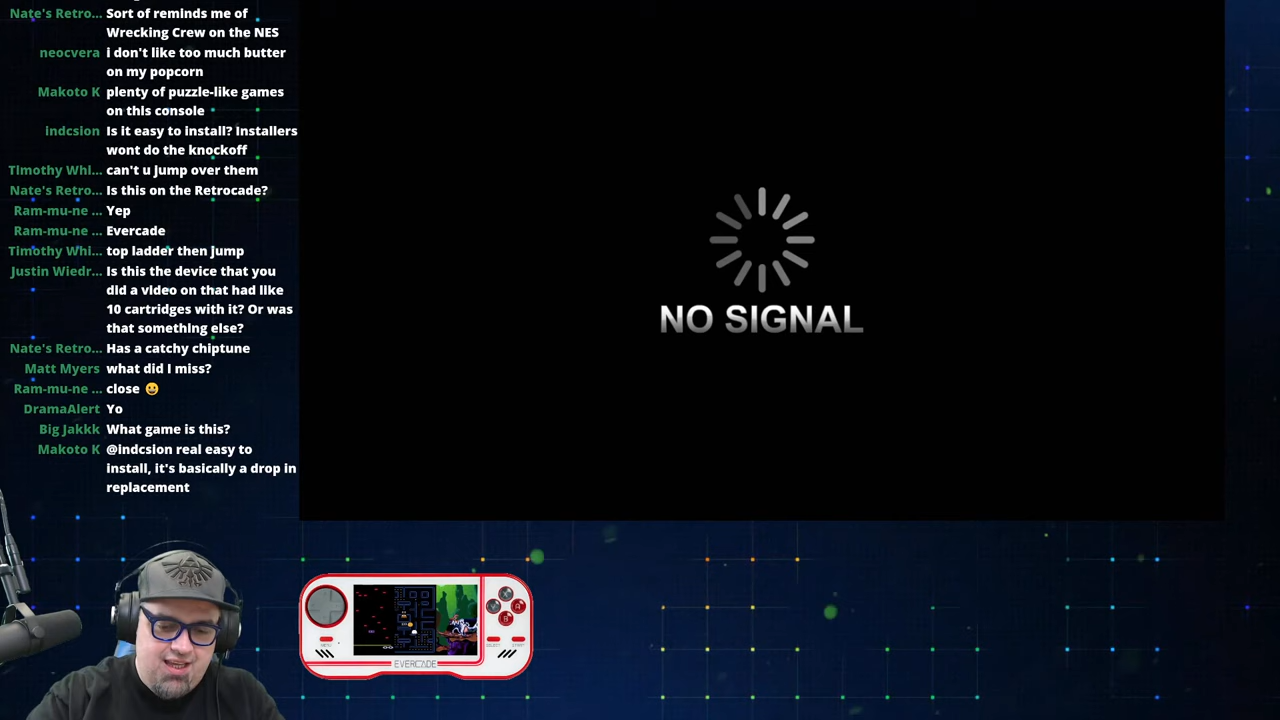 Nate's Retro... Sort of reminds me of
Wrecking Crew on the NES
neocvera i don't like too much butter
on my popcorn
Makoto K plenty of puzzle-like games
on this console
indcsion Is it easy to install? Installers
wont do the knockoff
Timothy Whi... can't u jump over them
Nate's Retro... Is this on the Retrocade?
Ram-mu-ne ... Yep
Ram-mu-ne ... Evercade
Timothy Whi... top ladder then jump
Justin Wiedr... Is this the device that you
did a video on that had like
10 cartridges with it? Or was
that something else?
Nate's Retro... Has a catchy chiptune
Matt Myers what did I miss?
Ram-mu-ne ... close 😀
DramaAlert Yo
Big Jakkk What game is this?
Makoto K @indcsion real easy to
install, it's basically a drop in
replacement
NO SIGNAL
MENU
X
Y
A
B
SELECT
START
EVERCADE